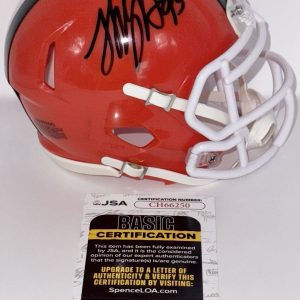 JSA
CERTIFICATION NUMBER:
CH66250
BASIC
CERTIFICATION
This has been fully examined
by JSA. It is the considered
opinion of our expert authenticators
that the signature(s) is/are genuine.
UPGRADE TO A LETTER OF
AUTHENTICITY & VERIFY THIS
CERTIFICATION BY VISITING:
SpenceLOA.com